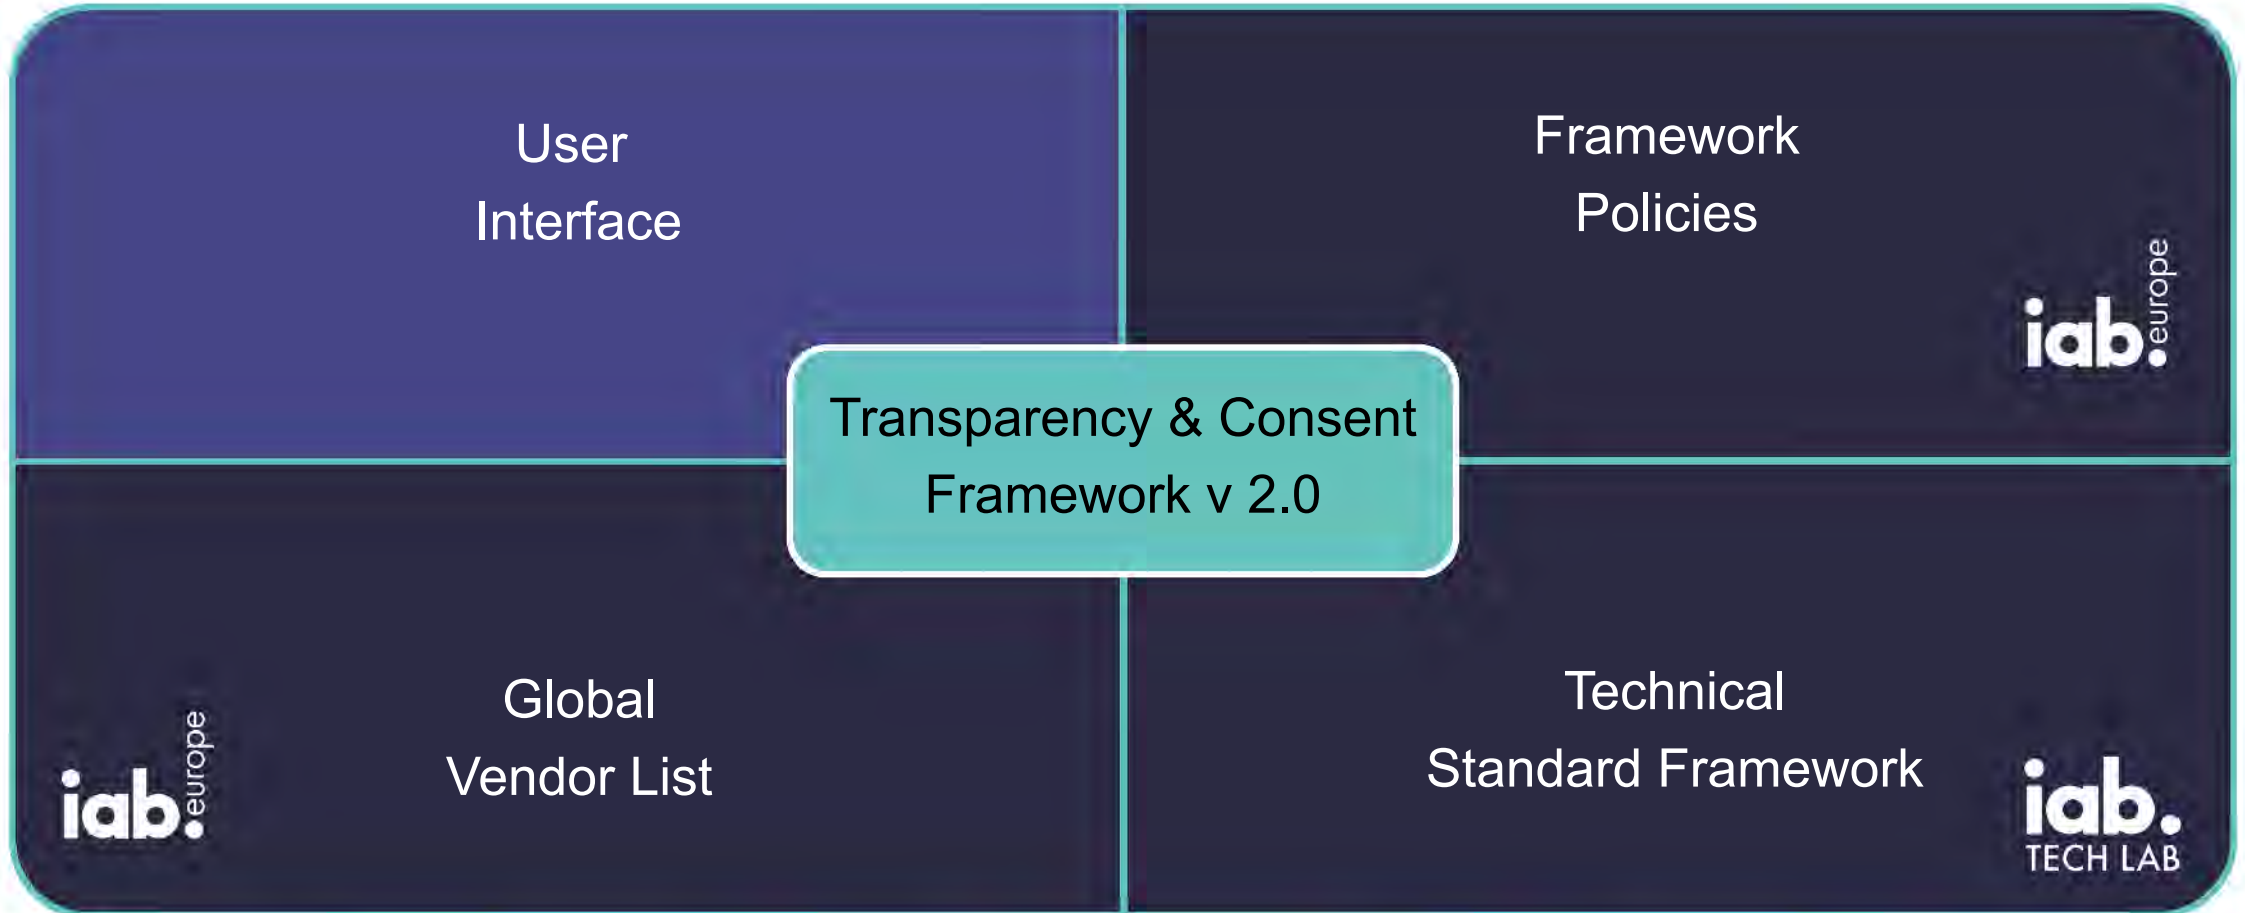 User
Interface
Framework
Policies
iab.
europe
Transparency & Consent
Framework v 2.0
Global
Vendor List
iab.
europe
Technical
Standard Framework
iab.
TECH LAB